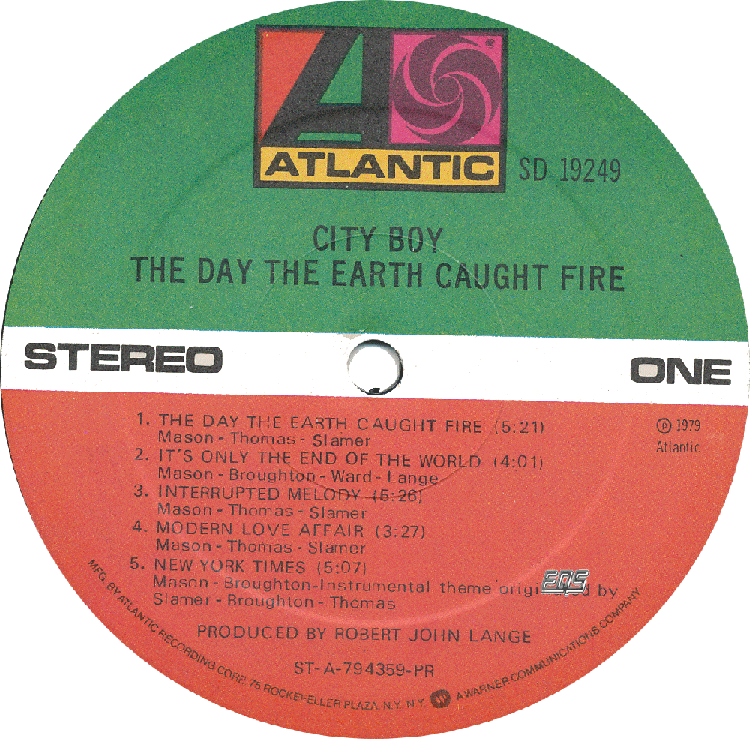 ATLANTIC
SD 19249
CITY BOY
THE DAY THE EARTH CAUGHT FIRE
STEREO
ONE
1. THE DAY THE EARTH CAUGHT FIRE (5:21)
Mason - Thomas - Slamer
2. IT'S ONLY THE END OF THE WORLD (4:01)
Mason - Broughton - Ward - Lange
3. INTERRUPTED MELODY (5:26)
Mason - Thomas - Slamer
4. MODERN LOVE AFFAIR (3:27)
Mason - Thomas - Slamer
5. NEW YORK TIMES (5:07)
Mason - Broughton-Instrumental theme by
Slamer - Broughton - Thomas
℗ 1979
Atlantic
PRODUCED BY ROBERT JOHN LANGE
ST-A-794359-PR
MFG. BY ATLANTIC RECORDING CORP. 75 ROCKEFELLER PLAZA, N.Y. N.Y. A WARNER COMMUNICATIONS COMPANY